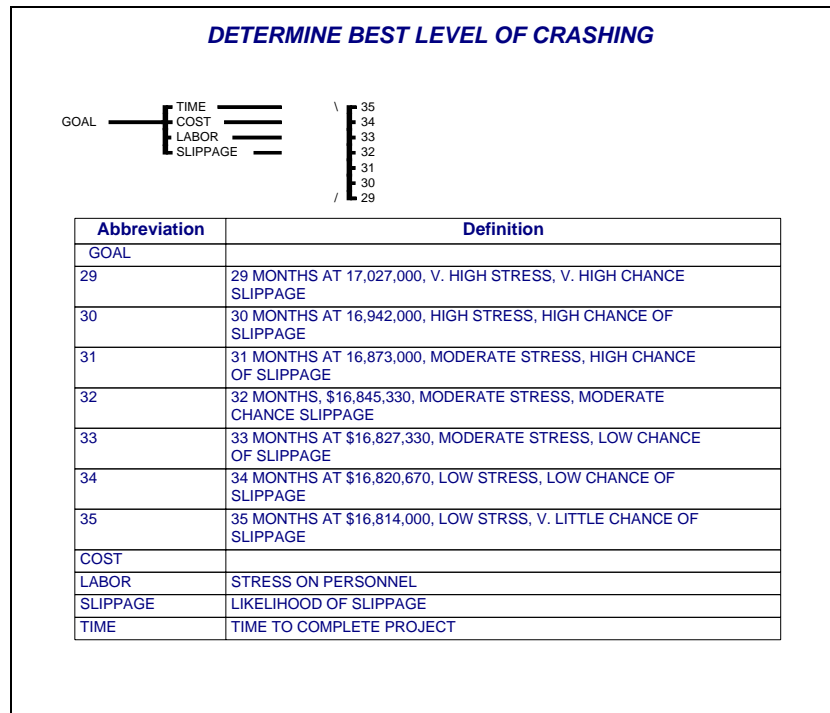 DETERMINE BEST LEVEL OF CRASHING
GOAL
TIME
COST
LABOR
SLIPPAGE
\
/
35
34
33
32
31
30
29
Abbreviation Definition
GOAL
29 29 MONTHS AT 17,027,000, V. HIGH STRESS, V. HIGH CHANCE
SLIPPAGE
30 30 MONTHS AT 16,942,000, HIGH STRESS, HIGH CHANCE OF
SLIPPAGE
31 31 MONTHS AT 16,873,000, MODERATE STRESS, HIGH CHANCE
OF SLIPPAGE
32 32 MONTHS, $16,845,330, MODERATE STRESS, MODERATE
CHANCE SLIPPAGE
33 33 MONTHS AT $16,827,330, MODERATE STRESS, LOW CHANCE
OF SLIPPAGE
34 34 MONTHS AT $16,820,670, LOW STRESS, LOW CHANCE OF
SLIPPAGE
35 35 MONTHS AT $16,814,000, LOW STRSS, V. LITTLE CHANCE OF
SLIPPAGE
COST
LABOR STRESS ON PERSONNEL
SLIPPAGE LIKELIHOOD OF SLIPPAGE
TIME TIME TO COMPLETE PROJECT